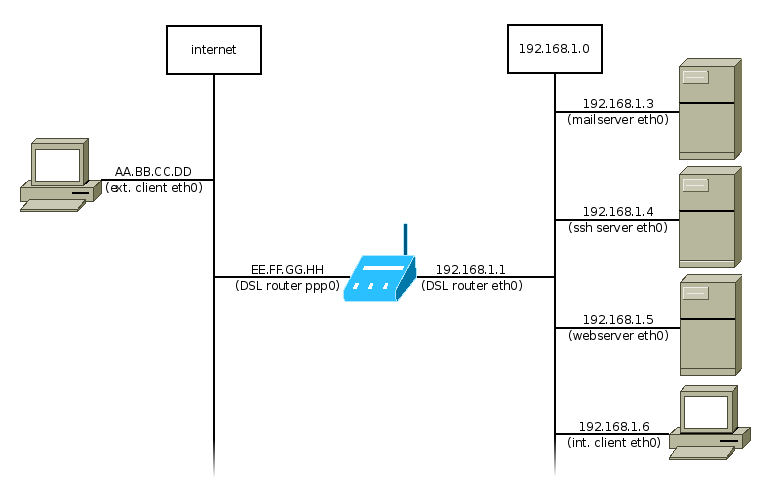 internet
192.168.1.0
192.168.1.3
(mailserver eth0)
AA.BB.CC.DD
(ext. client eth0)
192.168.1.4
(ssh server eth0)
EE.FF.GG.HH
(DSL router ppp0)
192.168.1.1
(DSL router eth0)
192.168.1.5
(webserver eth0)
192.168.1.6
(int. client eth0)